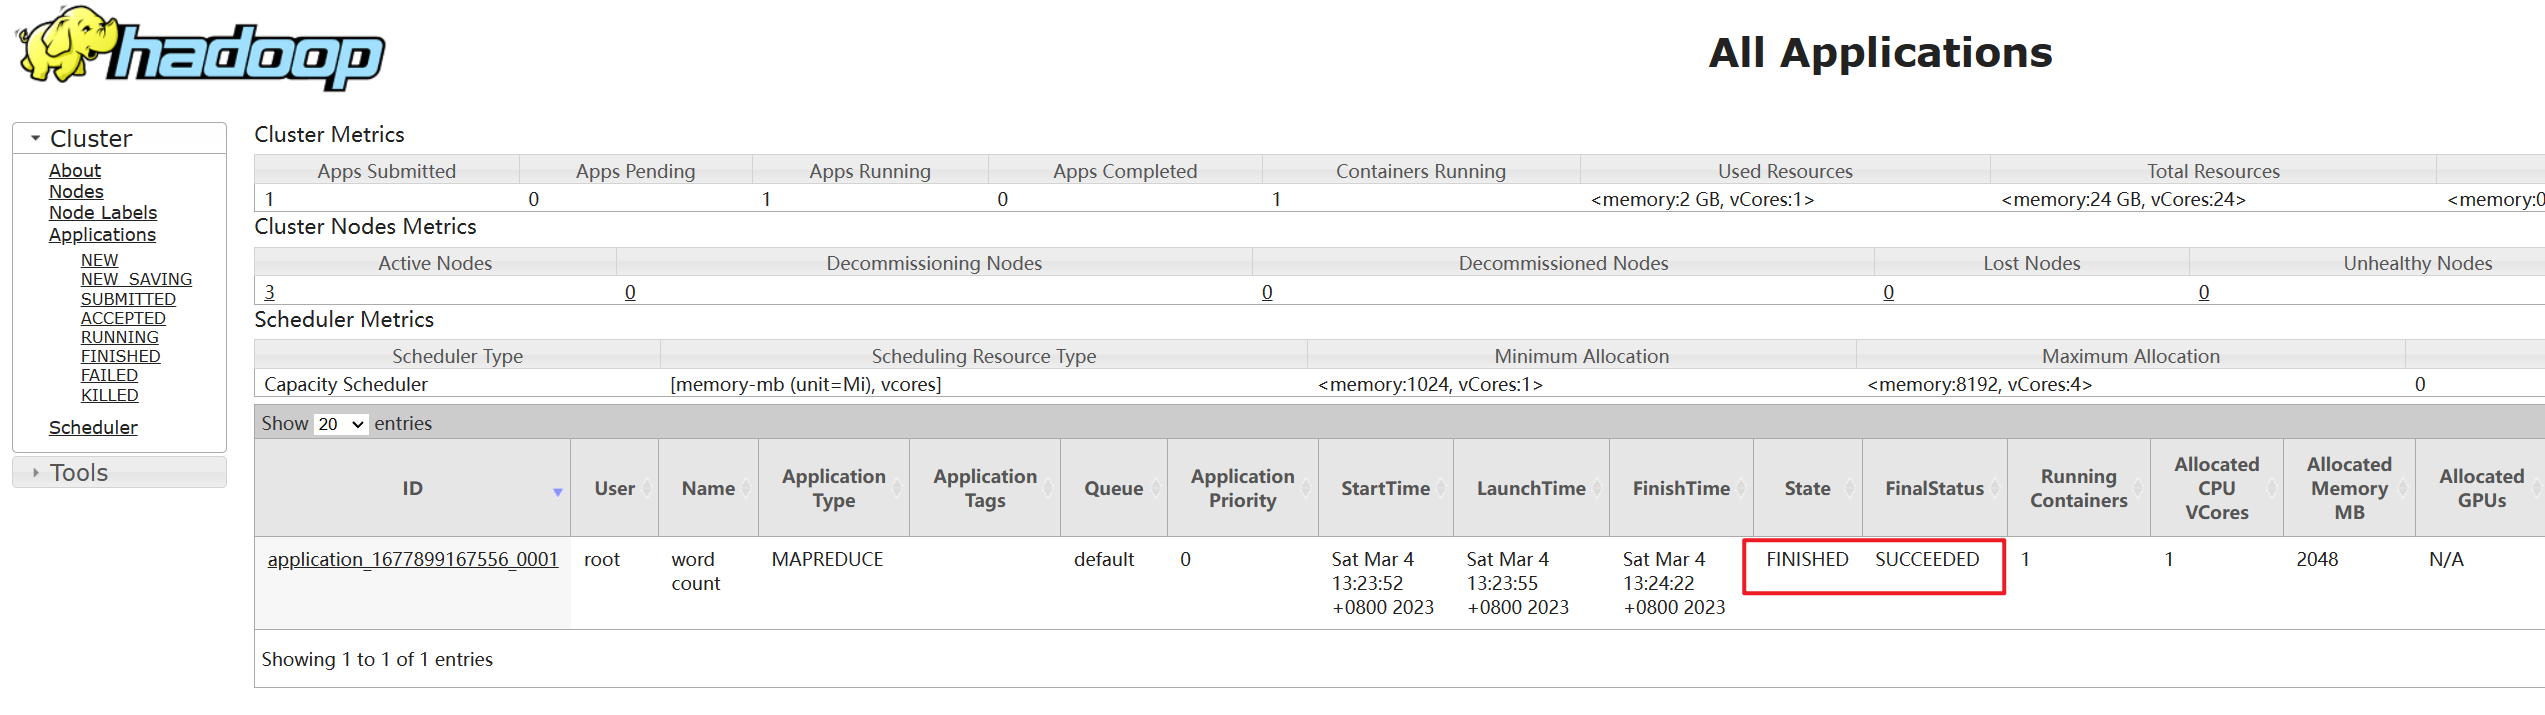 hadoop
All Applications
Cluster
About
Nodes
Node Labels
Applications
NEW
NEW_SAVING
SUBMITTED
ACCEPTED
RUNNING
FINISHED
FAILED
KILLED
Scheduler
Tools
Cluster Metrics
Apps Submitted Apps Pending Apps Running Apps Completed Containers Running Used Resources Total Resources
1 0 1 0 1 <memory:2 GB, vCores:1> <memory:24 GB, vCores:24> <memory:0
Cluster Nodes Metrics
Active Nodes Decommissioning Nodes Decommissioned Nodes Lost Nodes Unhealthy Nodes
3 0 0 0 0
Scheduler Metrics
Scheduler Type Scheduling Resource Type Minimum Allocation Maximum Allocation
Capacity Scheduler [memory-mb (unit=Mi), vcores] <memory:1024, vCores:1> <memory:8192, vCores:4> 0
Show 20 entries
ID User Name Application Type Application Tags Queue Application Priority StartTime LaunchTime FinishTime State FinalStatus Running Containers Allocated CPU VCores Allocated Memory MB Allocated GPUs
application_1677899167556_0001 root word count MAPREDUCE default 0 Sat Mar 4 13:23:52 +0800 2023 Sat Mar 4 13:23:55 +0800 2023 Sat Mar 4 13:24:22 +0800 2023 FINISHED SUCCEEDED 1 1 2048 N/A
Showing 1 to 1 of 1 entries